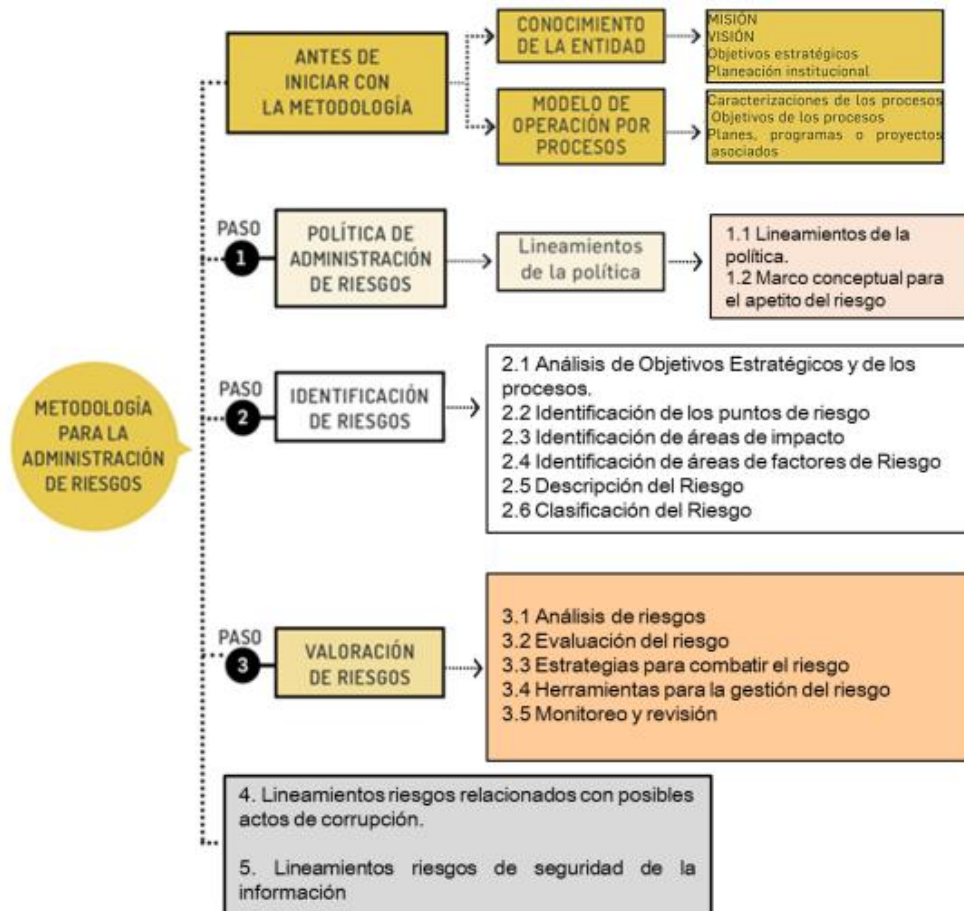 ANTES DE
INICIAR CON
LA METODOLOGÍA
CONOCIMIENTO
DE LA ENTIDAD
MISIÓN
VISIÓN
Objetivos estratégicos
Planeación institucional
MODELO DE
OPERACIÓN POR
PROCESOS
Caracterizaciones de los procesos
Objetivos de los procesos
Planes, programas o proyectos
asociados
PASO
1
POLÍTICA DE
ADMINISTRACIÓN
DE RIESGOS
Lineamientos
de la política
1.1 Lineamientos de la
política.
1.2 Marco conceptual para
el apetito del riesgo
METODOLOGÍA
PARA LA
ADMINISTRACIÓN
DE RIESGOS
PASO
2
IDENTIFICACIÓN
DE RIESGOS
2.1 Análisis de Objetivos Estratégicos y de los
procesos.
2.2 Identificación de los puntos de riesgo
2.3 Identificación de áreas de impacto
2.4 Identificación de áreas de factores de Riesgo
2.5 Descripción del Riesgo
2.6 Clasificación del Riesgo
PASO
3
VALORACIÓN
DE RIESGOS
3.1 Análisis de riesgos
3.2 Evaluación del riesgo
3.3 Estrategias para combatir el riesgo
3.4 Herramientas para la gestión del riesgo
3.5 Monitoreo y revisión
4. Lineamientos riesgos relacionados con posibles
actos de corrupción.
5. Lineamientos riesgos de seguridad de la
información